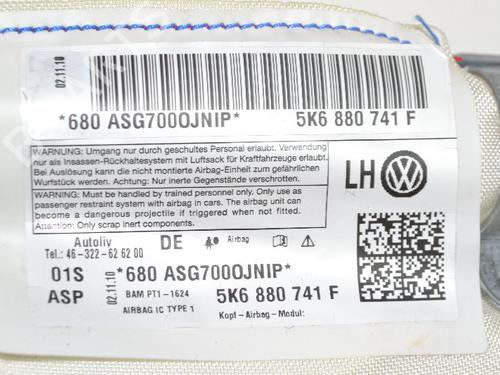 02.11.10
*680 ASG7000JNIP* 5K6 880 741 F
WARNUNG: Umgang nur durch geschultes Personal erlaubt. Verwendung
nur als Insassen-Rückhaltesystem mit Luftsack für Kraftfahrzeuge erlaubt.
Bei Auslösung kann die nicht montierte Airbag-Einheit zum gefährlichen
Wurfstück werden. Achtung: Nur inerte Gegenstände verschrotten.
WARNING: Must be handled by trained personnel only. Only use as
passenger restraint system with airbag in cars. The airbag unit can
become a dangerous projectile if triggered when not fitted.
Attention: Only scrap inert components.
LH
Autoliv DE Airbag
Tel.: 46-322-62 62 00
01S *680 ASG7000JNIP*
ASP 02.11.10 BAM PT1-1624 5K6 880 741 F
AIRBAG IC TYPE 1 Kopf-Airbag-Modul: